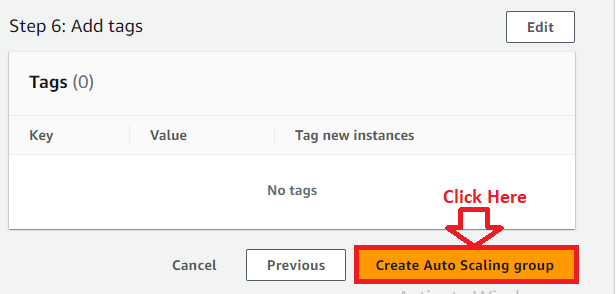 Step 6: Add tags
Edit
Tags (0)
Key Value Tag new instances
No tags
Click Here
Cancel Previous Create Auto Scaling group